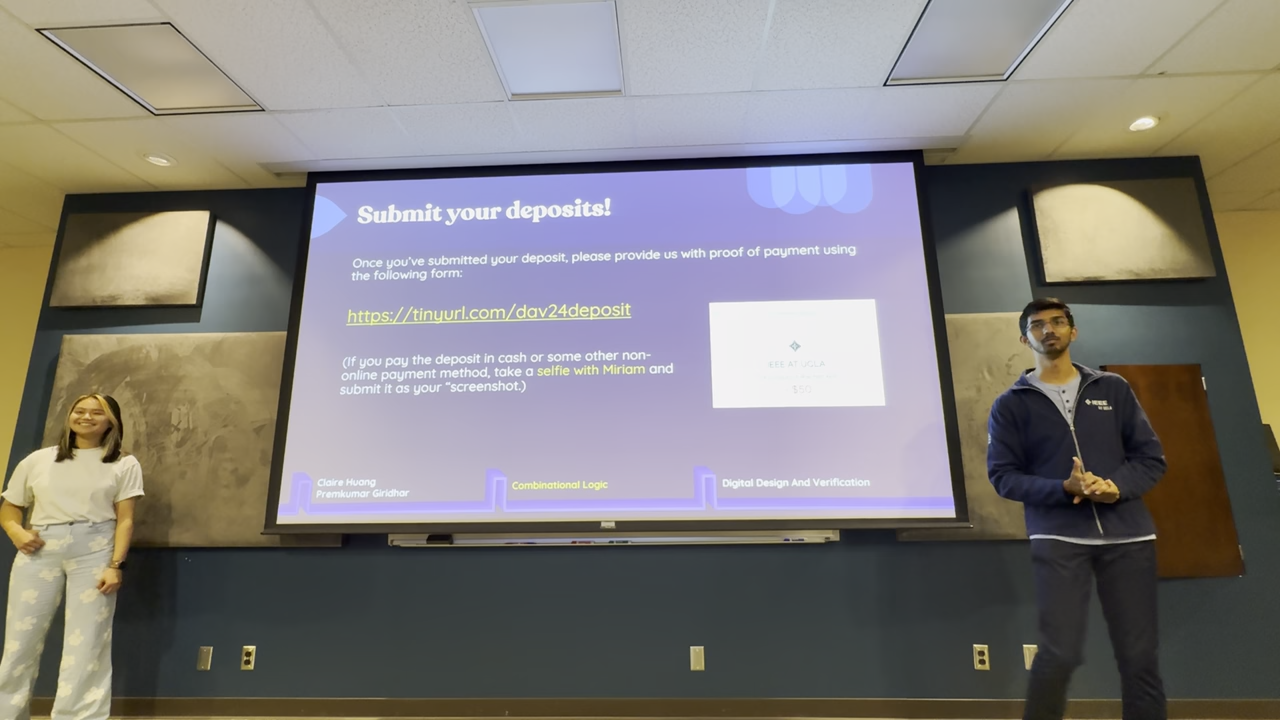 Submit your deposits!
Once you've submitted your deposit, please provide us with proof of payment using
the following form:
https://tinyurl.com/dav24deposit
(If you pay the deposit in cash or some other non-
online payment method, take a selfie with Miriam and
submit it as your "screenshot.)
IEEE AT UCLA
$50
Claire Huang
Premkumar Giridhar
Combinational Logic
Digital Design And Verification